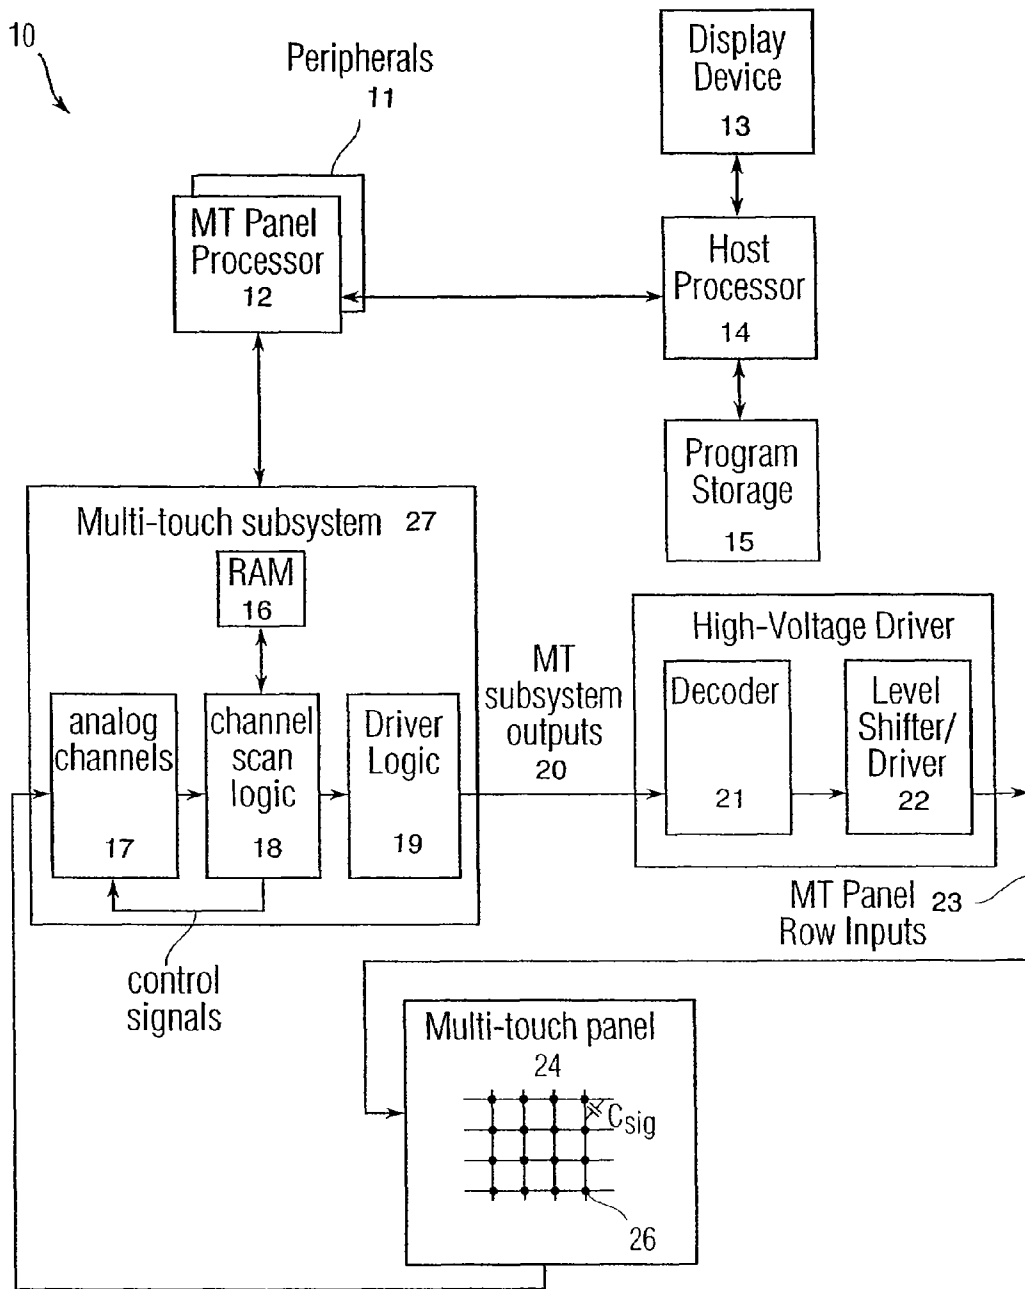 10
Peripherals
11
Display
Device
13
MT Panel
Processor
12
Host
Processor
14
Program
Storage
15
Multi-touch subsystem 27
RAM
16
analog
channels
17
channel
scan
logic
18
Driver
Logic
19
control
signals
MT
subsystem
outputs
20
High-Voltage Driver
Decoder
21
Level
Shifter/
Driver
22
MT Panel 23
Row Inputs
Multi-touch panel
24
Csig
26